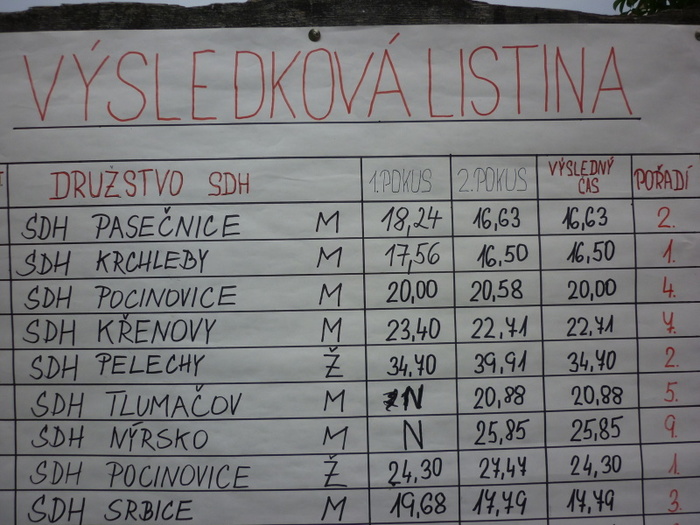 VÝSLEDKOVÁ LISTINA
DRUŽSTVO SDH 1.POKUS 2.POKUS VÝSLEDNÝ ČAS POŘADÍ
SDH PASEČNICE M 18,24 16,63 16,63 2.
SDH KRCHLEBY M 17,56 16,50 16,50 1.
SDH POCINOVICE M 20,00 20,58 20,00 4.
SDH KŘENOVY M 23,40 22,71 22,71 7.
SDH PELECHY Ž 34,70 39,91 34,70 2.
SDH TLUMAČOV M N 20,88 20,88 5.
SDH NÝRSKO M N 25,85 25,85 9.
SDH POCINOVICE Ž 24,30 27,47 24,30 1.
SDH SRBICE M 19,68 17,79 17,79 3.